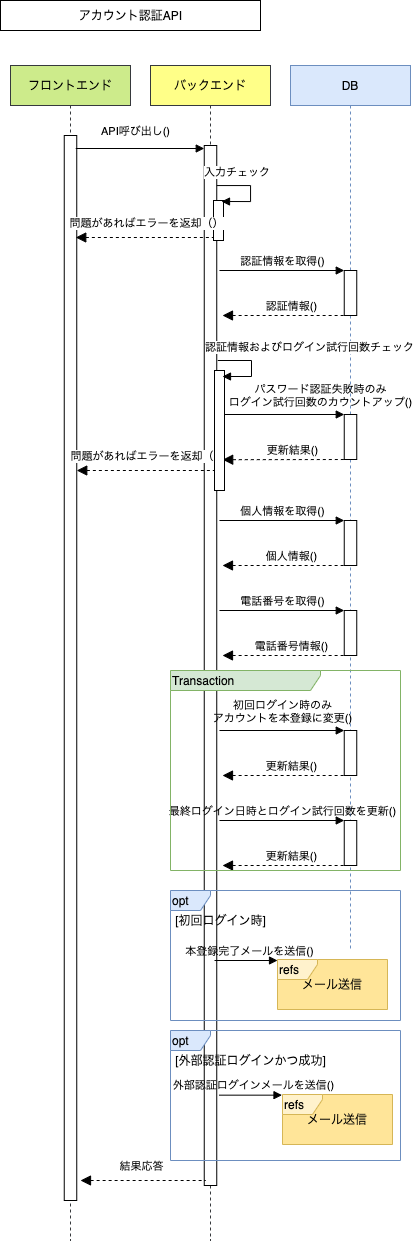 アカウント認証API
フロントエンド
バックエンド
DB
API呼び出し()
入力チェック
問題があればエラーを返却（）
認証情報を取得()
認証情報()
認証情報およびログイン試行回数チェック
パスワード認証失敗時のみ
ログイン試行回数のカウントアップ()
更新結果()
問題があればエラーを返却（
個人情報を取得()
個人情報()
電話番号を取得()
電話番号情報()
Transaction
初回ログイン時のみ
アカウントを本登録に変更()
更新結果()
最終ログイン日時とログイン試行回数を更新()
更新結果()
opt
[初回ログイン時]
本登録完了メールを送信()
refs
メール送信
opt
[外部認証ログインかつ成功]
外部認証ログインメールを送信()
refs
メール送信
結果応答